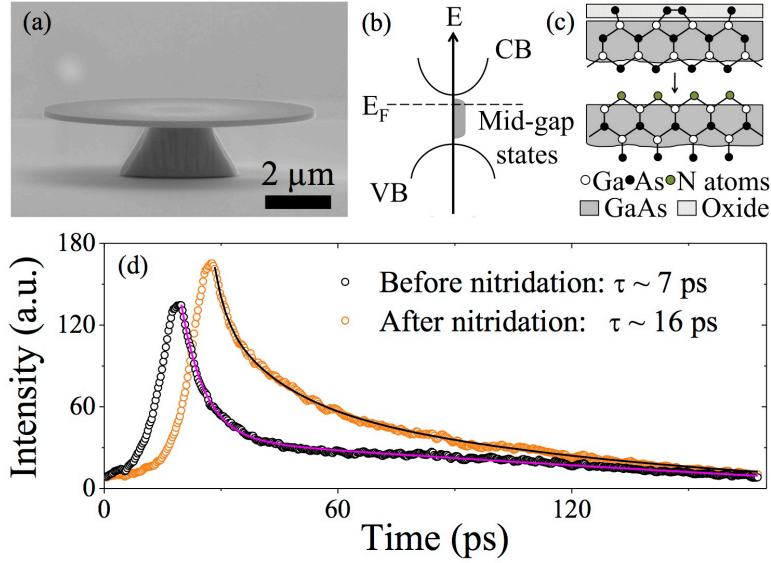 (a)
2 µm
(b)
E
CB
E_F
Mid-gap
states
VB
(c)
Ga As N atoms
GaAs Oxide
(d)
Before nitridation: τ ~ 7 ps
After nitridation: τ ~ 16 ps
Intensity (a.u.)
180
120
60
0
0 60 120
Time (ps)